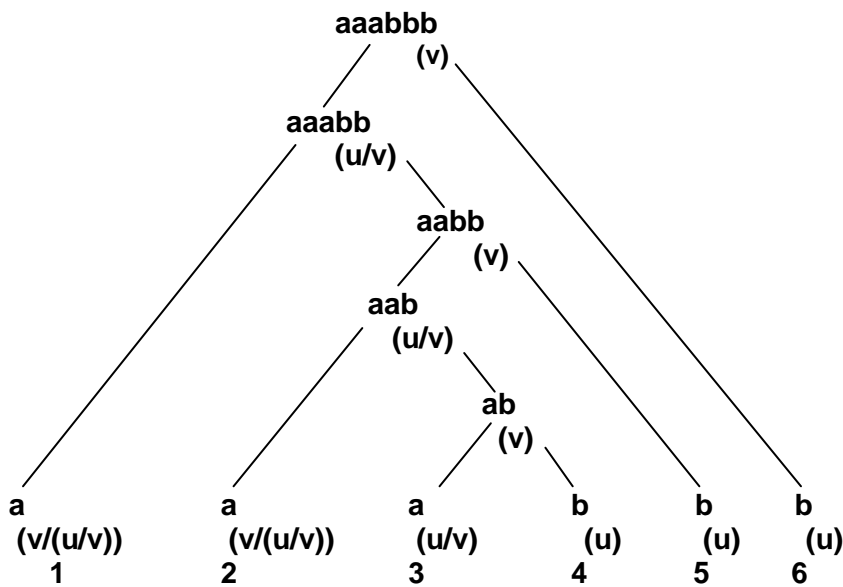 aaabbb
(v)
aaabb
(u/v)
aabb
(v)
aab
(u/v)
ab
(v)
a a a b b b
(v/(u/v)) (v/(u/v)) (u/v) (u) (u) (u)
1 2 3 4 5 6